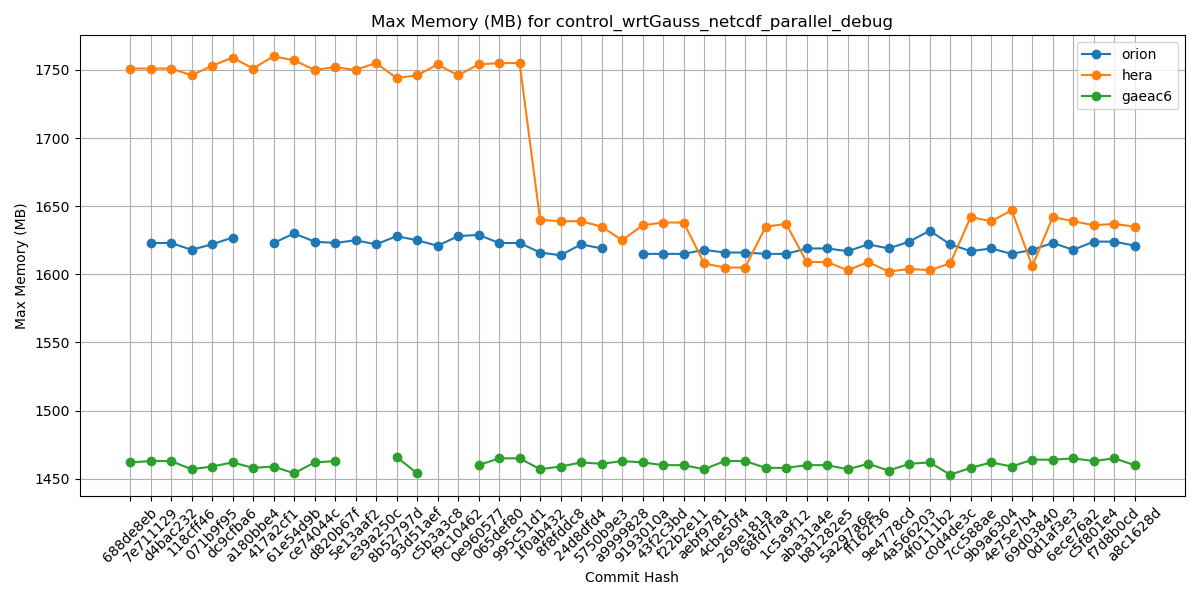 Max Memory (MB) for control_wrtGauss_netcdf_parallel_debug
orion
hera
gaeac6
Max Memory (MB)
1750
1700
1650
1600
1550
1500
1450
688de8eb
7e711129
d4bac232
118cff46
071b9f95
dc9cfba6
a180bbe4
417a2cf1
61e54d9b
ce74044c
d820b67f
5e13aaf2
e39a250c
8b52797d
93d51aef
c5b3a3c8
f9c10462
0e960577
065def80
995c51d1
1f0ab432
8f6fddc8
24d8dfd4
5750b9e3
a9999828
9193010a
43f2c3bd
f22b2e11
aebf9781
4cbe50f4
269e181a
68fd7faa
1c5a9f12
aba31a4e
b81282e5
5a297a6e
ff162f36
9e4778cd
4a566203
4f0111b2
c0d4de3c
7cc588ae
9b9a6304
4e75e7b4
69d03840
0d1af3e3
6ece76a2
c5f801e4
f7d8b0cd
a8c1628d
Commit Hash